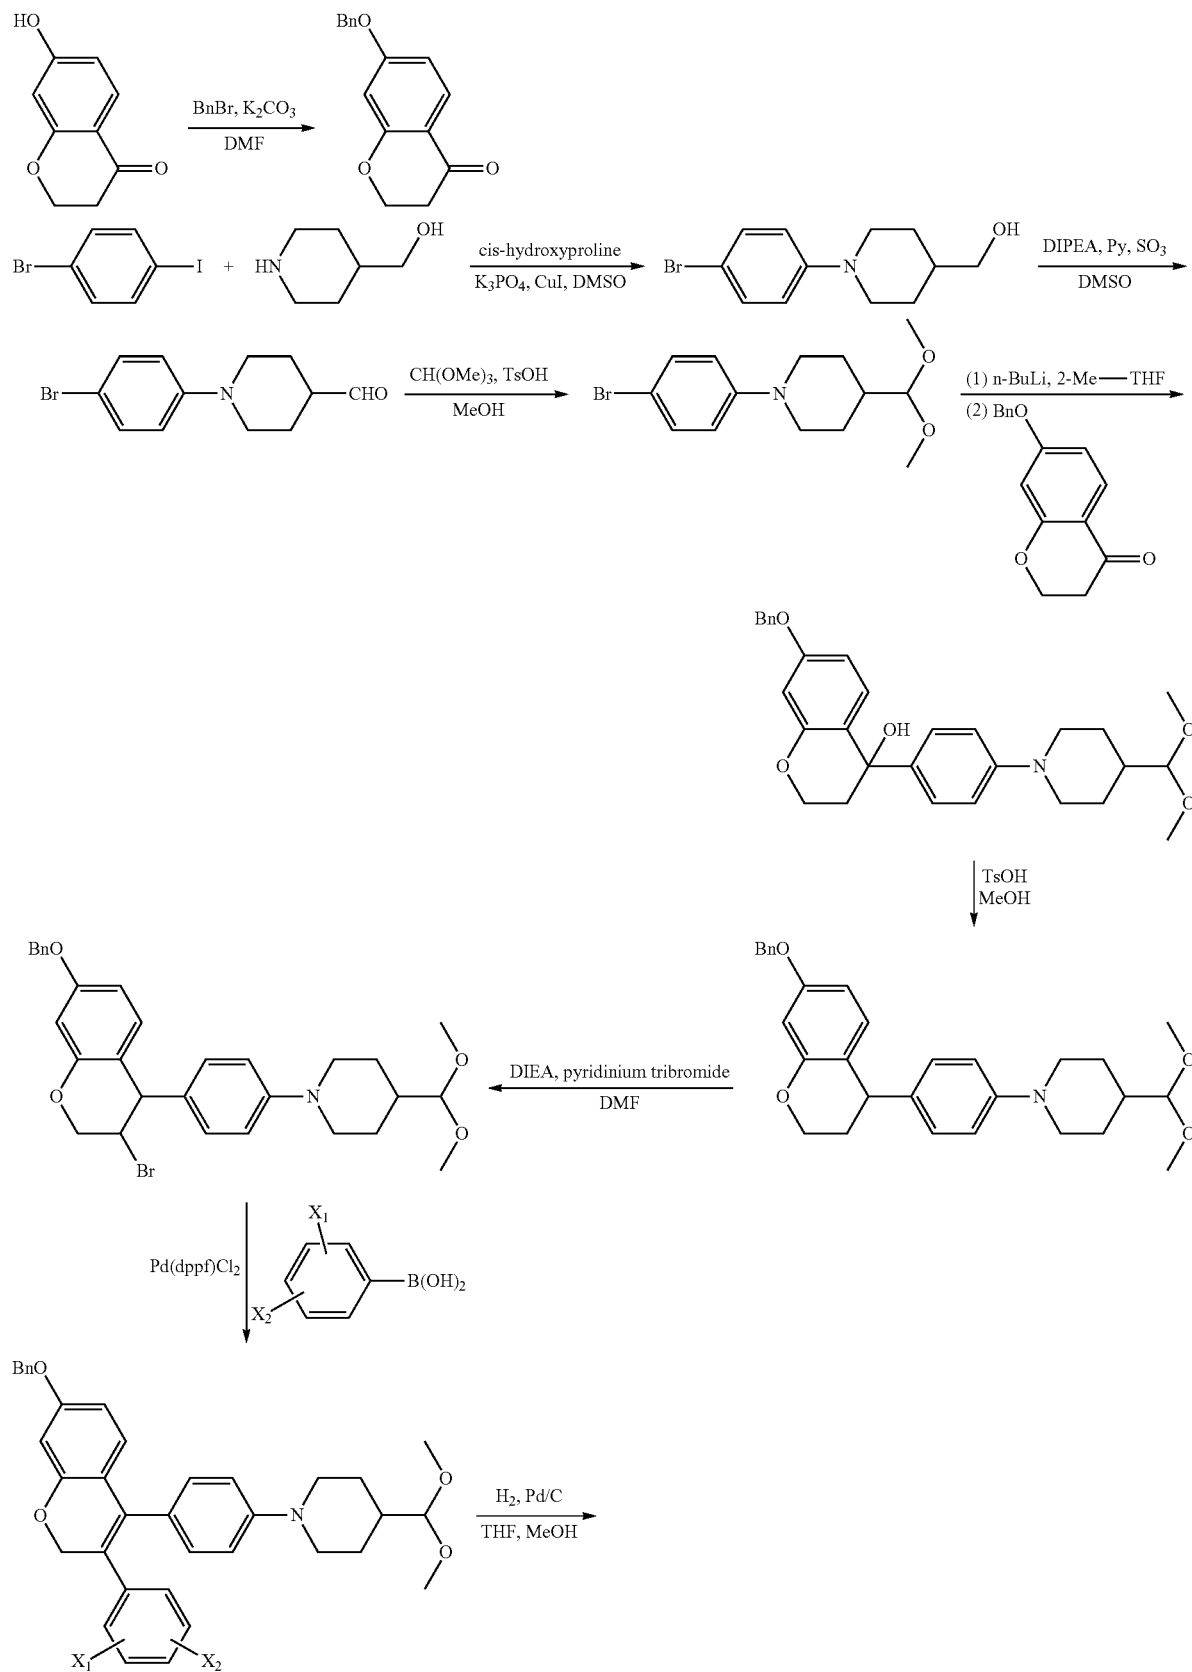 HO
BnO
BnBr, K2CO3
DMF
O
O
O
O
OH
OH
Br
I
+
HN
cis-hydroxyproline
K3PO4, CuI, DMSO
Br
N
DIPEA, Py, SO3
DMSO
Br
N
CHO
CH(OMe)3, TsOH
MeOH
Br
N
O
O
(1) n-BuLi, 2-Me—THF
(2) BnO
O
O
BnO
OH
O
N
O
O
TsOH
MeOH
BnO
BnO
O
N
O
O
Br
DIEA, pyridinium tribromide
DMF
O
N
O
O
Pd(dppf)Cl2
X1
B(OH)2
X2
BnO
O
N
O
O
H2, Pd/C
THF, MeOH
X1
X2